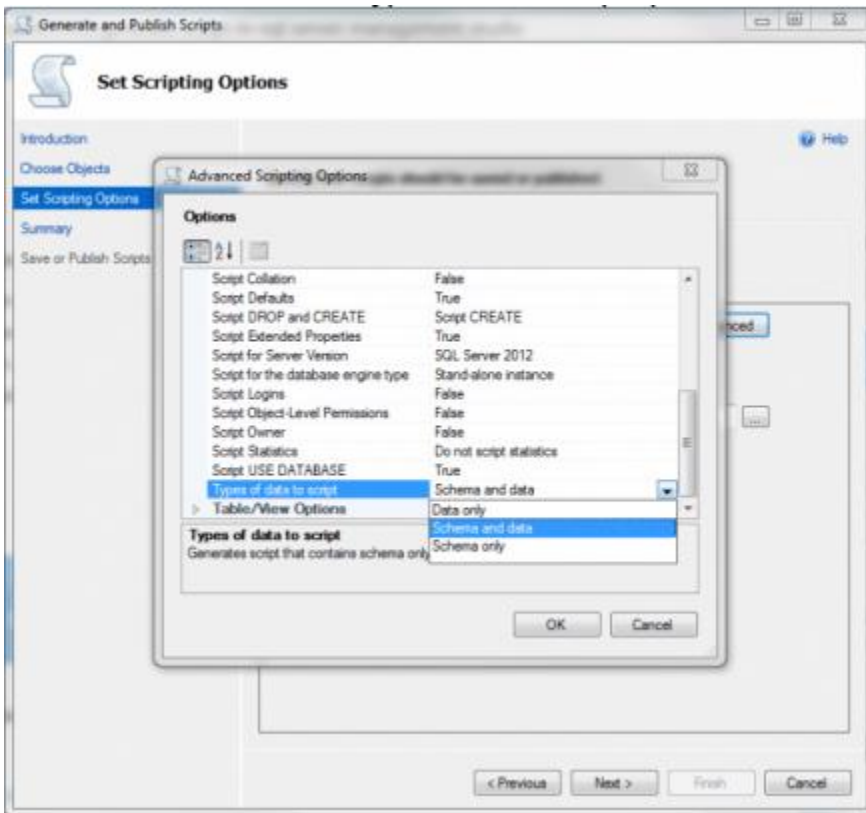 Generate and Publish Scripts
Set Scripting Options
Introduction
Help
Choose Objects
Set Scripting Options
Summary
Save or Publish Scripts
Advanced Scripting Options
Options
Script Collation False
Script Defaults True
Script DROP and CREATE Script CREATE
Script Extended Properties True
Script for Server Version SQL Server 2012
Script for the database engine type Stand-alone instance
Script Logins False
Script Object-Level Permissions False
Script Owner False
Script Statistics Do not script statistics
Script USE DATABASE True
Types of data to script Schema and data
Table/View Options
Data only
Schema and data
Schema only
Types of data to script
Generates script that contains schema only
OK Cancel
nced
...
< Previous Next > Finish Cancel